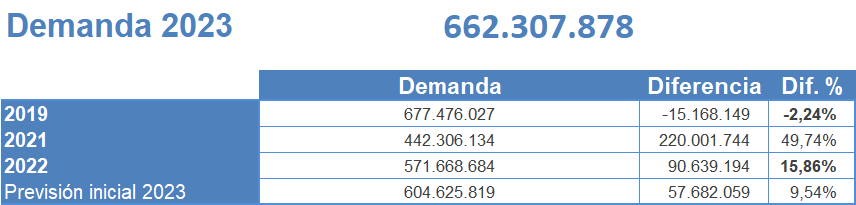 Demanda 2023 662.307.878
Demanda Diferencia Dif. %
2019 677.476.027 -15.168.149 -2,24%
2021 442.306.134 220.001.744 49,74%
2022 571.668.684 90.639.194 15,86%
Previsión inicial 2023 604.625.819 57.682.059 9,54%